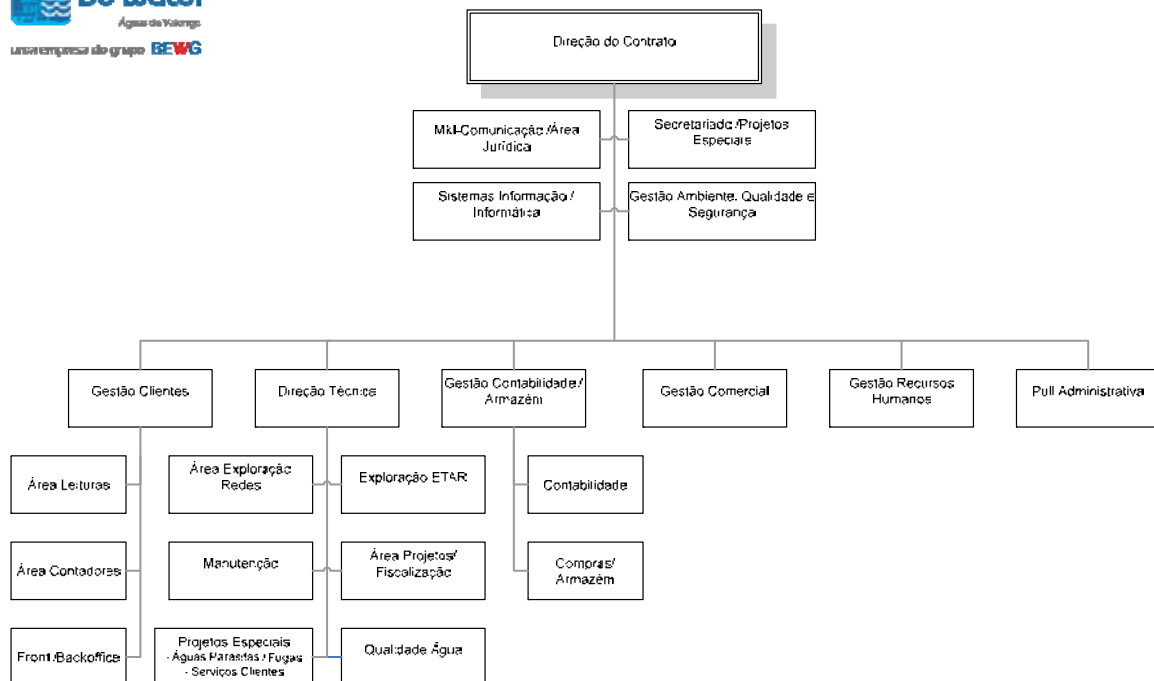 Be Water
Águas de Valongo
uma empresa do grupo BEWG
Direção do Contrato
Mkt-Comunicação /Área
Jurídica
Secretariado /Projetos
Especiais
Sistemas Informação /
Informática
Gestão Ambiente, Qualidade e
Segurança
Gestão Clientes
Direção Técnica
Gestão Contabilidade /
Armazém
Gestão Comercial
Gestão Recursos
Humanos
Pull Administrativa
Área Leituras
Área Exploração
Redes
Exploração ETAR
Contabilidade
Área Contadores
Manutenção
Área Projetos/
Fiscalização
Compras/
Armazém
Front /Backoffice
Projetos Especiais
- Águas Parasitas / Fugas
- Serviços Clientes
Qualidade Água